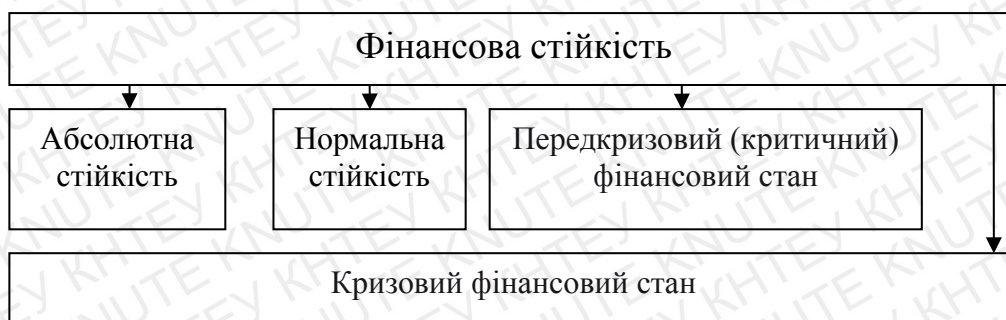 Фінансова стійкість
Абсолютна
стійкість
Нормальна
стійкість
Передкризовий (критичний)
фінансовий стан
Кризовий фінансовий стан